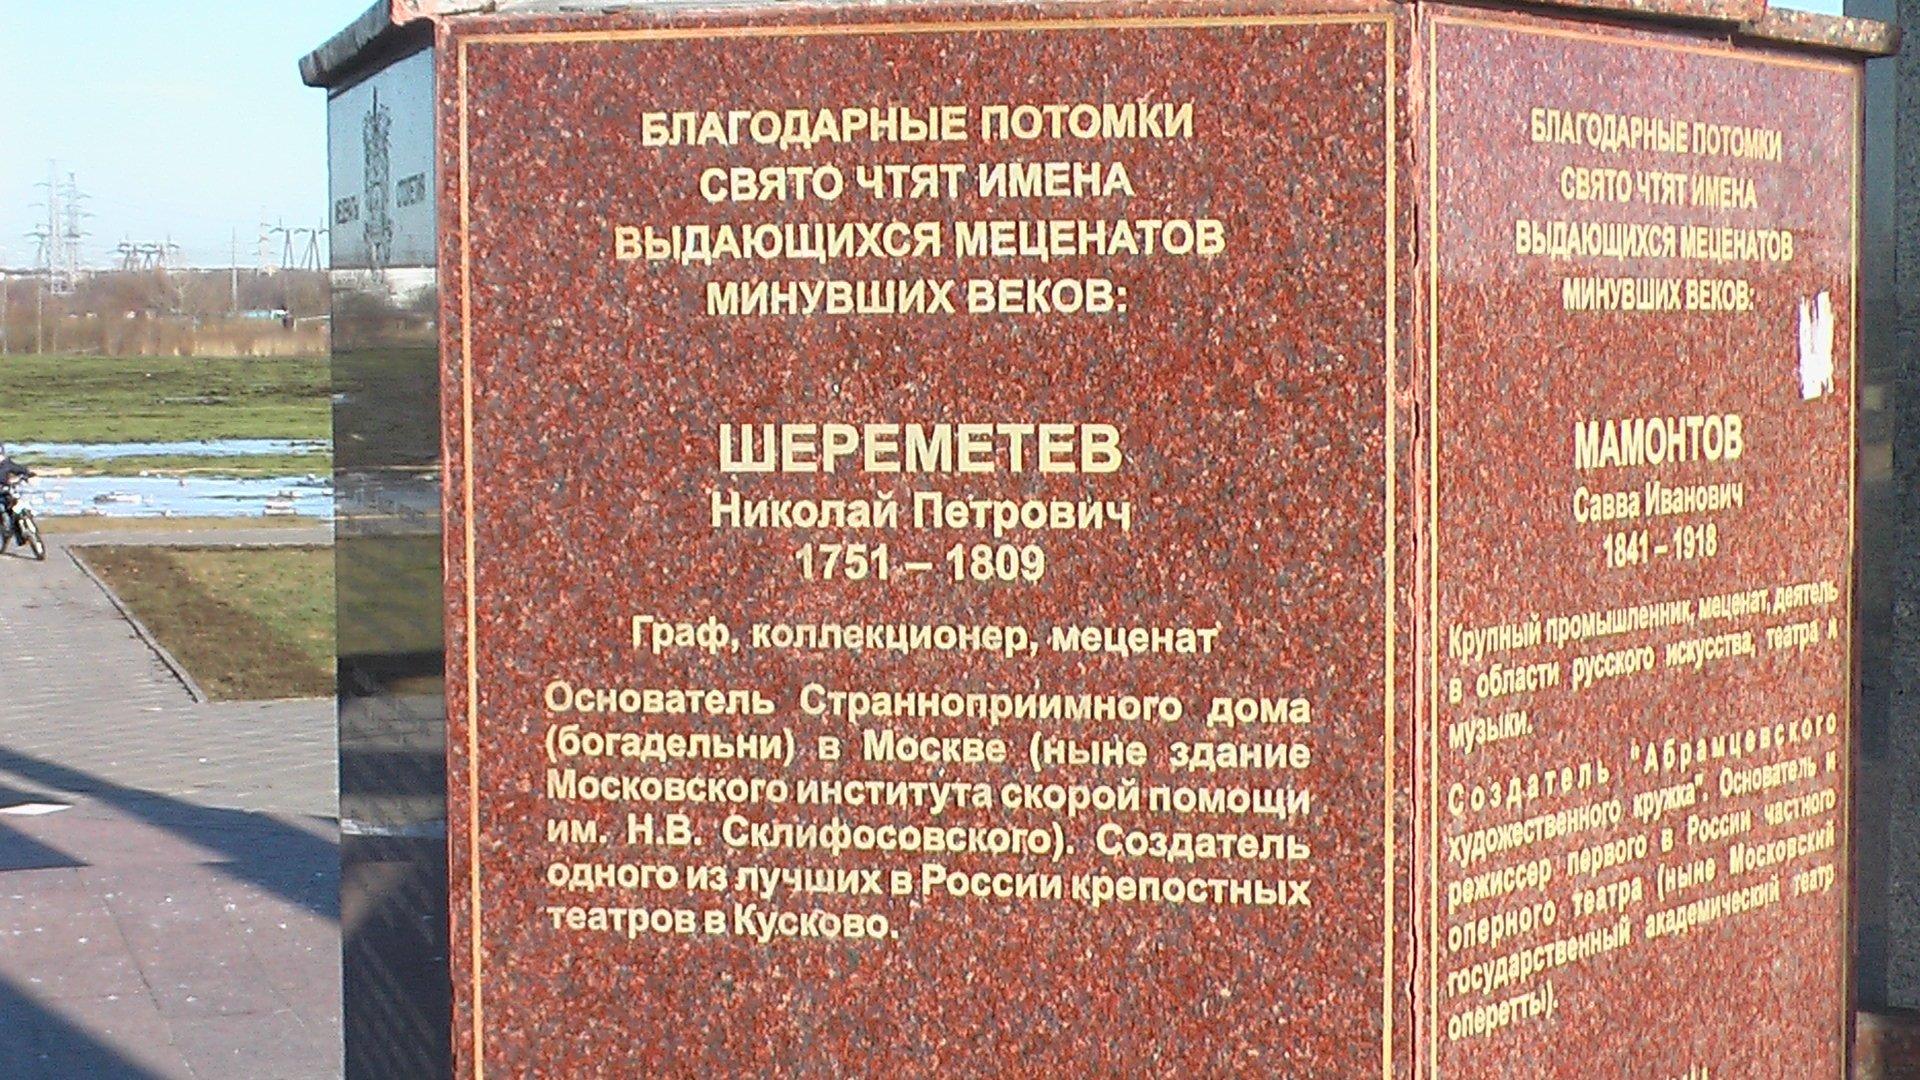 БЛАГОДАРНЫЕ ПОТОМКИ
СВЯТО ЧТЯТ ИМЕНА
ВЫДАЮЩИХСЯ МЕЦЕНАТОВ
МИНУВШИХ ВЕКОВ:
ШЕРЕМЕТЕВ
Николай Петрович
1751 – 1809
Граф, коллекционер, меценат
Основатель Странноприимного дома
(богадельни) в Москве (ныне здание
Московского института скорой помощи
им. Н.В. Склифосовского). Создатель
одного из лучших в России крепостных
театров в Кусково.
БЛАГОДАРНЫЕ ПОТОМКИ
СВЯТО ЧТЯТ ИМЕНА
ВЫДАЮЩИХСЯ МЕЦЕНАТОВ
МИНУВШИХ ВЕКОВ:
МАМОНТОВ
Савва Иванович
1841 – 1918
Крупный промышленник, меценат, деятель
в области русского искусства, театра и
музыки.
Создатель "Абрамцевского
художественного кружка". Основатель и
режиссер первого в России частного
оперного театра (ныне Московский
государственный академический театр
оперетты).